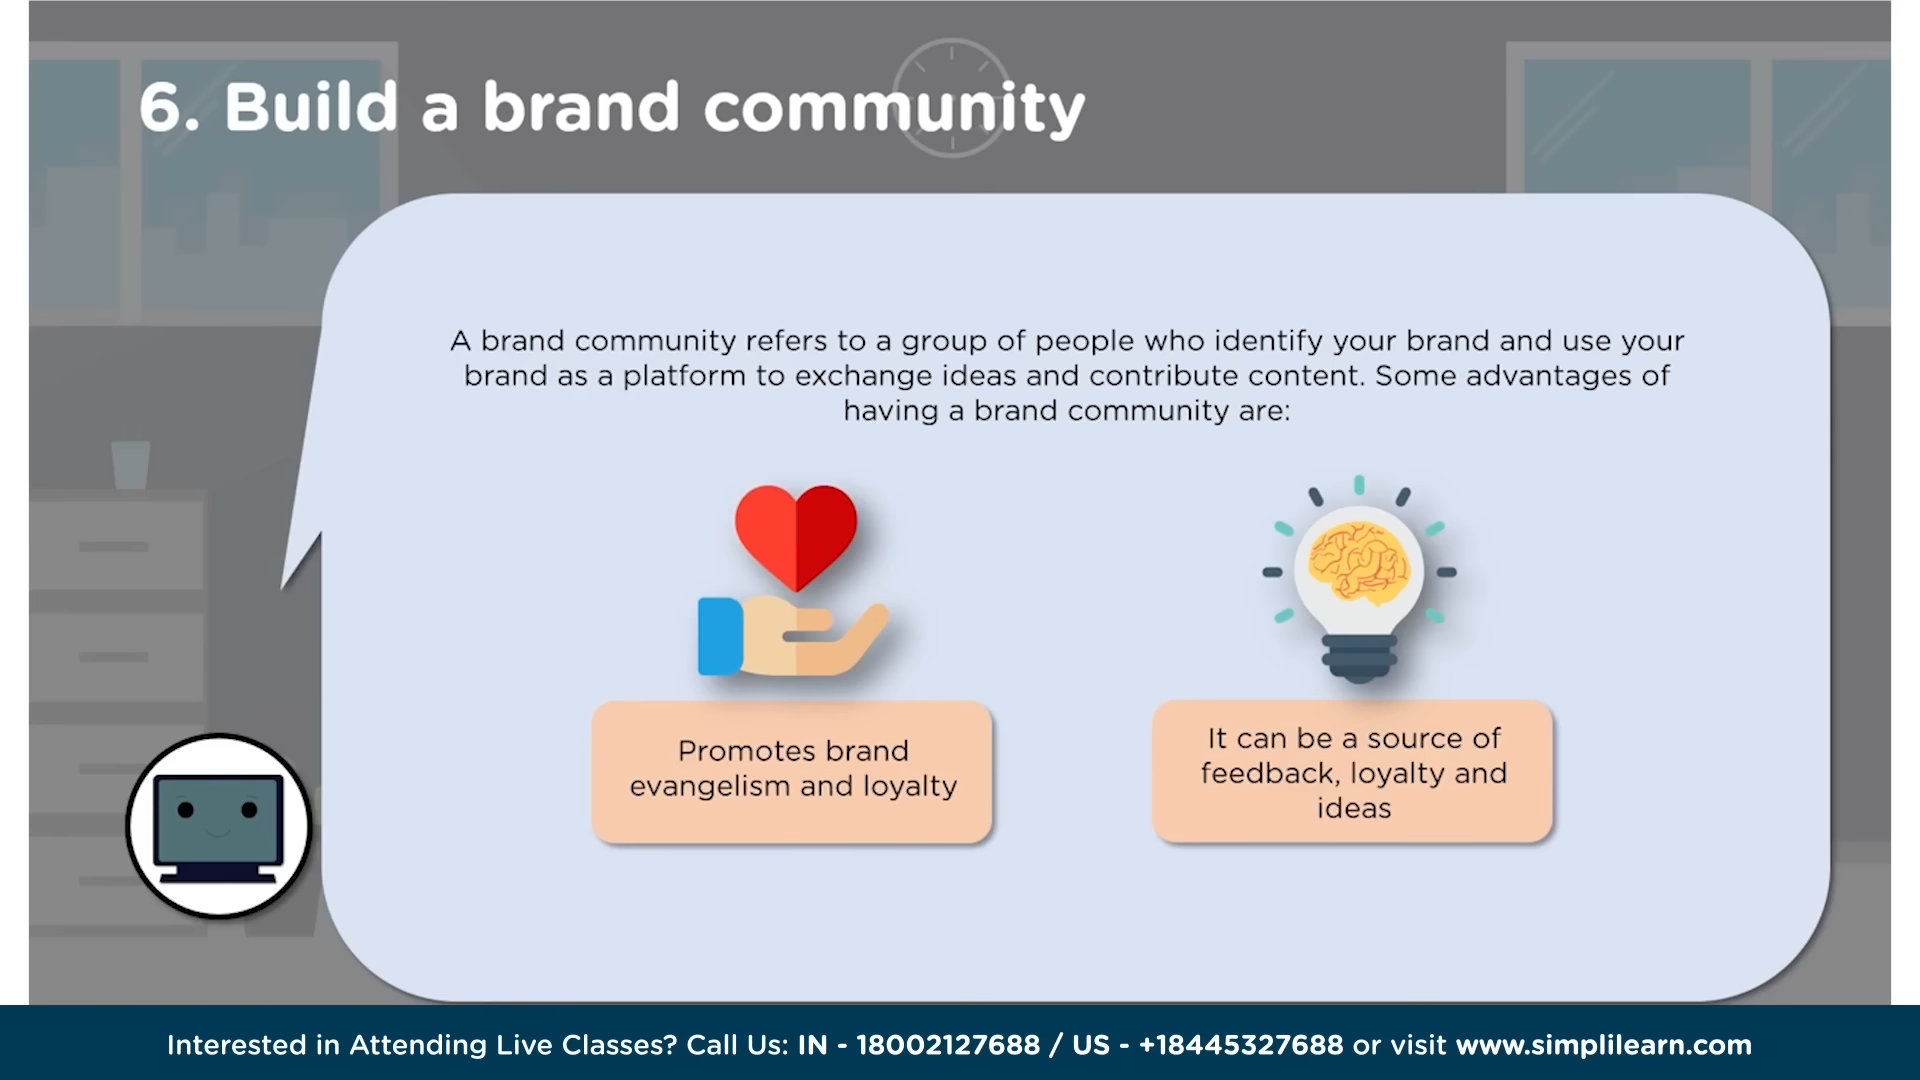 6. Build a brand community
A brand community refers to a group of people who identify your brand and use your
brand as a platform to exchange ideas and contribute content. Some advantages of
having a brand community are:
Promotes brand
evangelism and loyalty
It can be a source of
feedback, loyalty and
ideas
Interested in Attending Live Classes? Call Us: IN - 18002127688 / US - +18445327688 or visit www.simplilearn.com